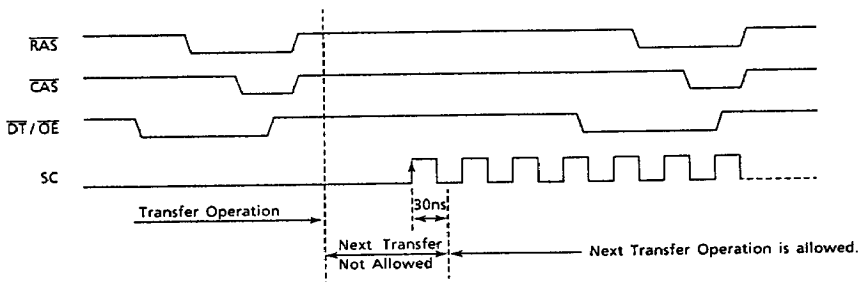 RAS
CAS
DT / OE
SC
30ns
Transfer Operation
Next Transfer
Not Allowed
Next Transfer Operation is allowed.